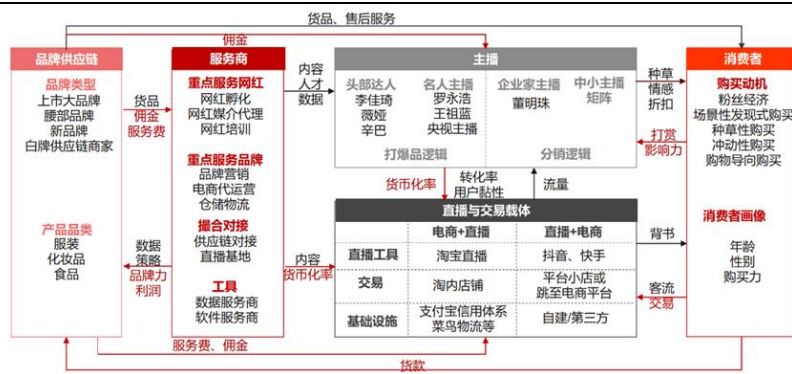 货品、售后服务
佣金
品牌供应链
品牌类型
上市大品牌
腰部品牌
新品牌
白牌供应链商家
产品品类
服装
化妆品
食品
货品
佣金
服务费
数据
策略
品牌力
利润
服务商
重点服务网红
网红孵化
网红媒介代理
网红培训
重点服务品牌
品牌营销
电商代运营
仓储物流
撮合对接
供应链对接
直播基地
工具
数据服务商
软件服务商
内容
人才
数据
内容
货币化率
主播
头部达人
李佳琦
薇娅
辛巴
名人主播
罗永浩
王祖蓝
央视主播
企业家主播
董明珠
中小主播
矩阵
打爆品逻辑
分销逻辑
货币化率
转化率
用户黏性
流量
直播与交易载体
电商+直播
直播+电商
直播工具
淘宝直播
抖音、快手
交易
淘内店铺
平台小店或
跳至电商平台
基础设施
支付宝信用体系
菜鸟物流等
自建/第三方
种草
情感
折扣
打赏
影响力
背书
客流
交易
消费者
购买动机
粉丝经济
场景性发现式购买
种草性购买
冲动性购买
购物导向购买
消费者画像
年龄
性别
购买力
服务费、佣金
货款